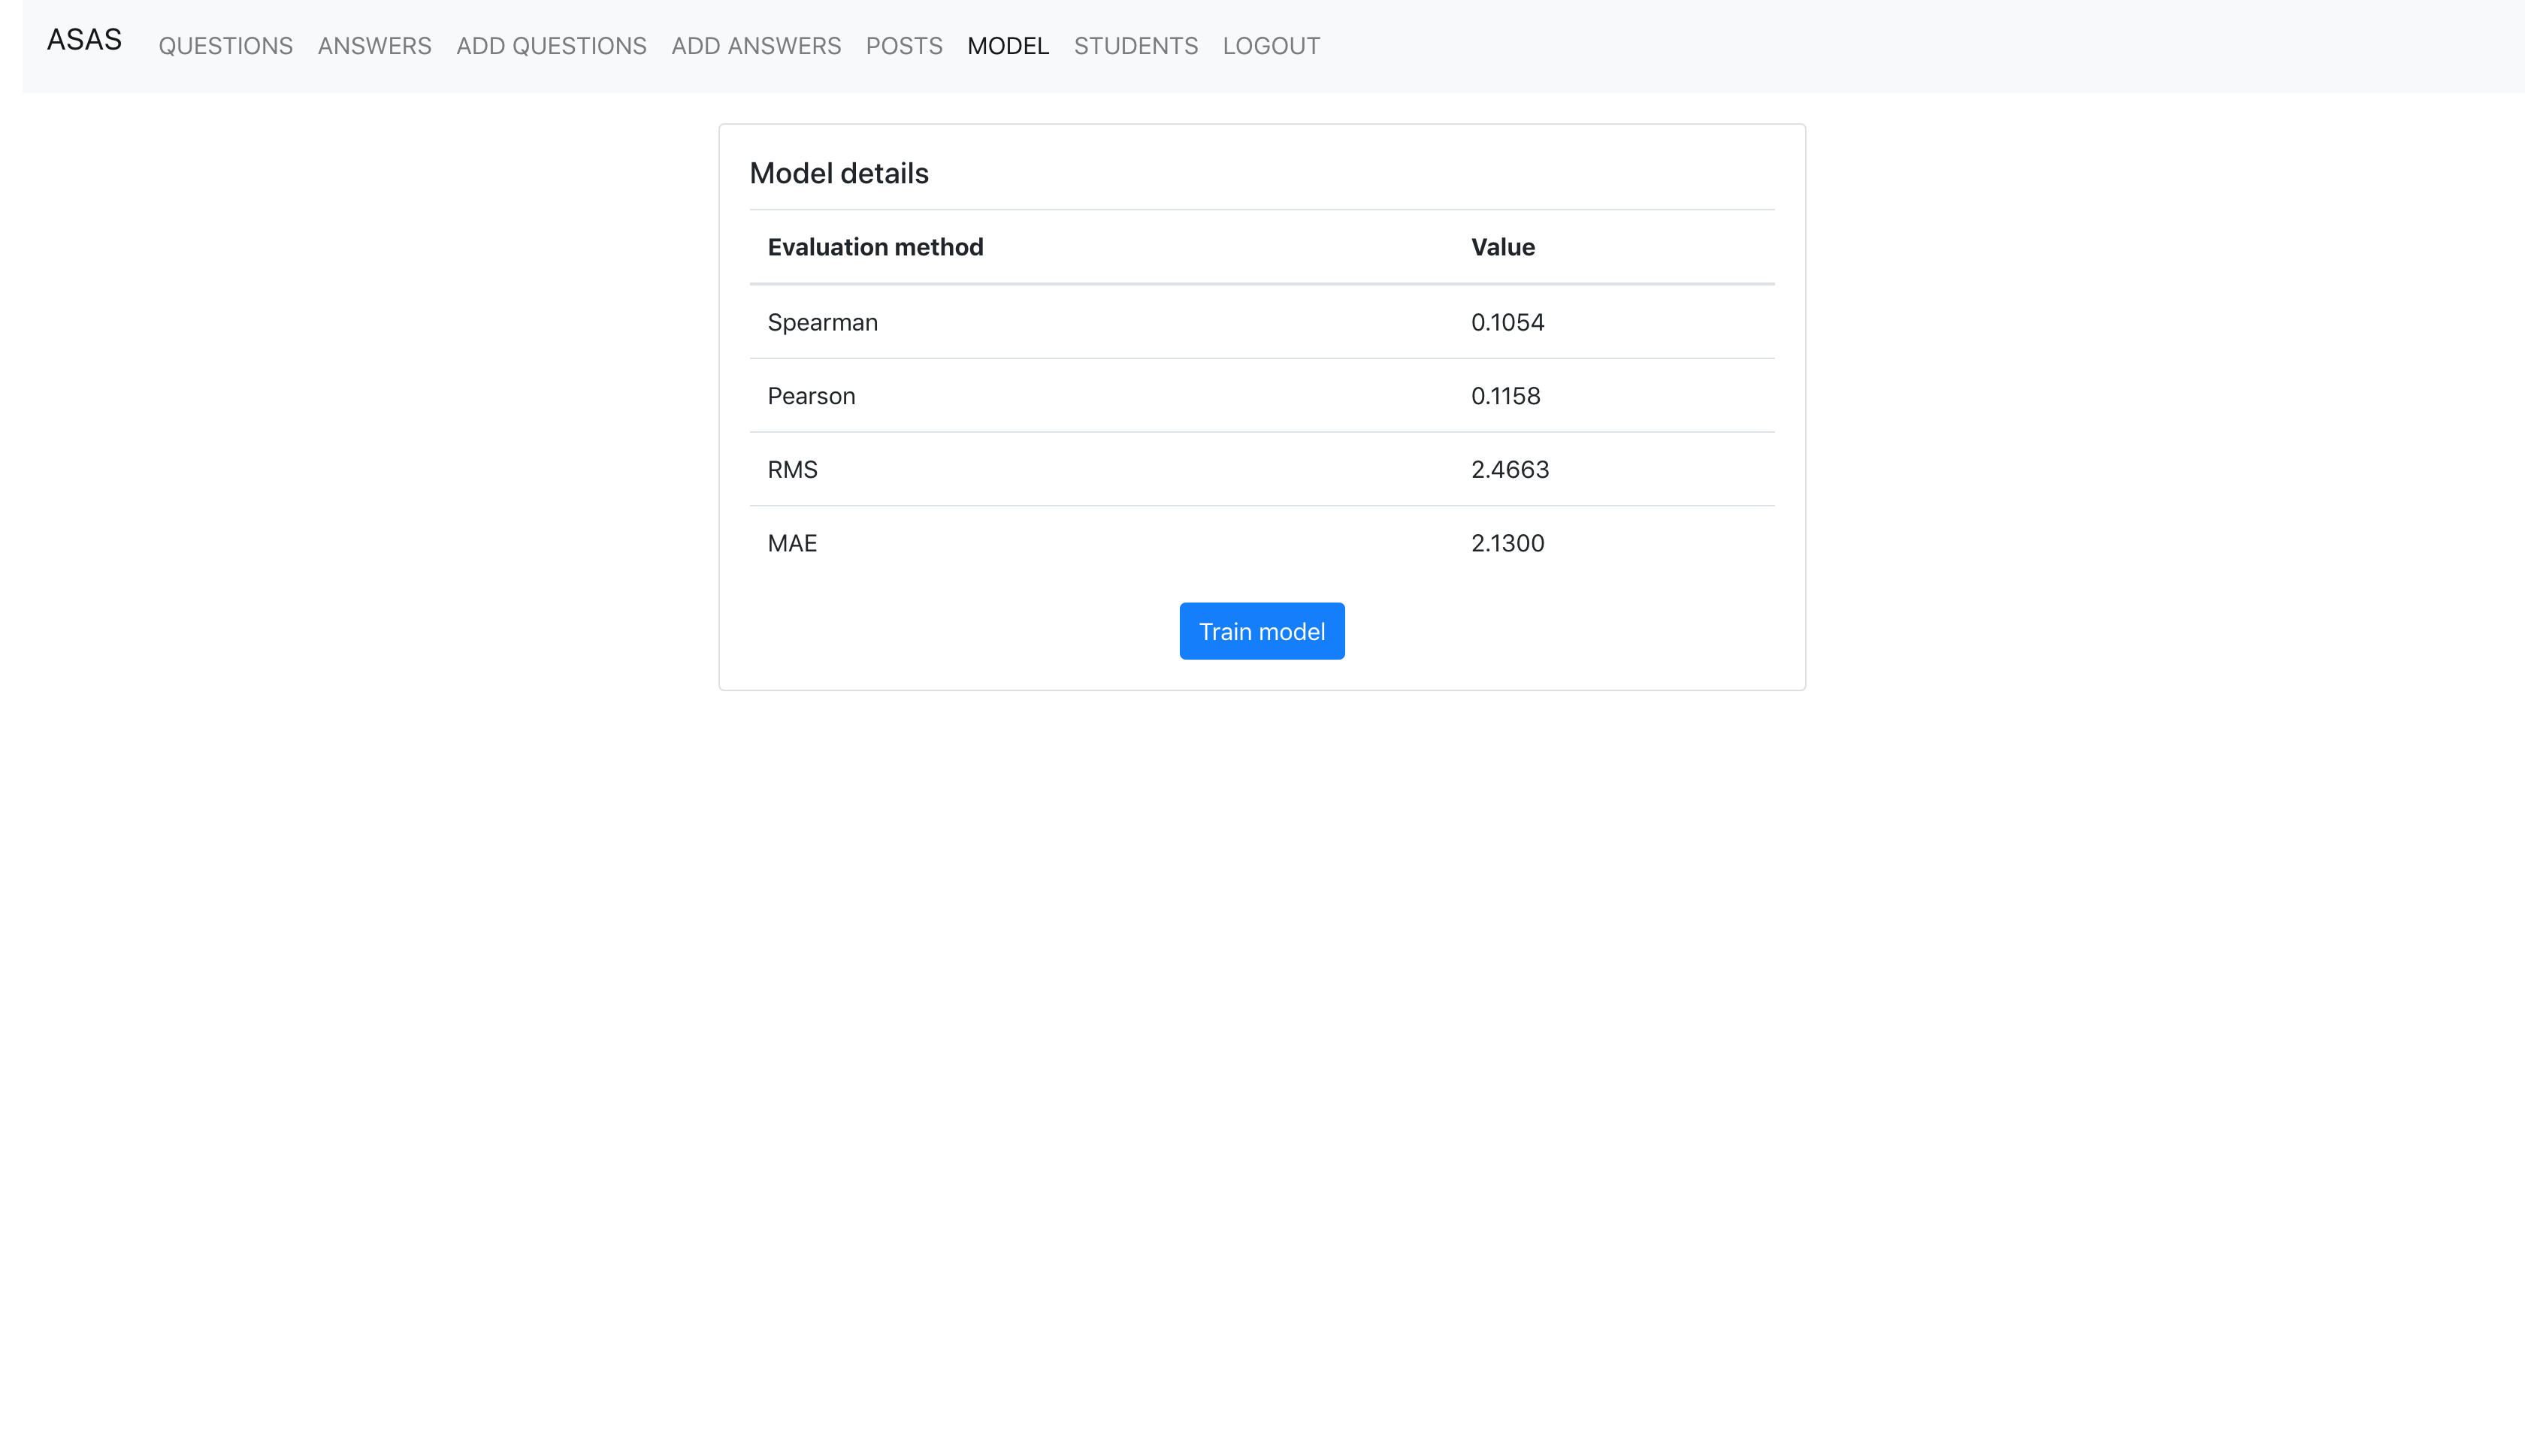 ASAS QUESTIONS ANSWERS ADD QUESTIONS ADD ANSWERS POSTS MODEL STUDENTS LOGOUT
Model details
Evaluation method Value
Spearman 0.1054
Pearson 0.1158
RMS 2.4663
MAE 2.1300
Train model